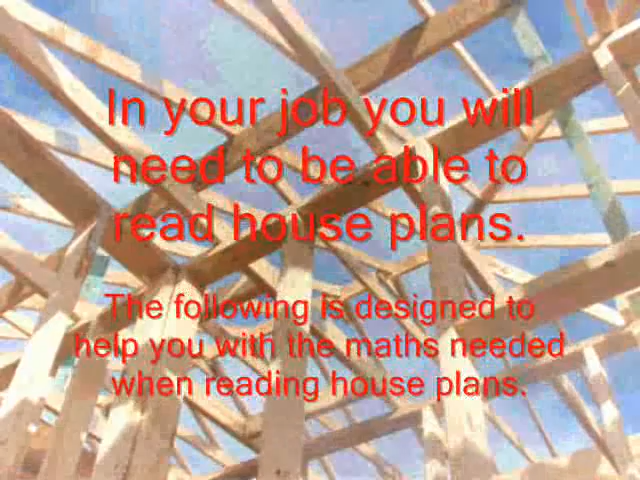 In your job you will
need to be able to
read house plans.
The following is designed to
help you with the maths needed
when reading house plans.